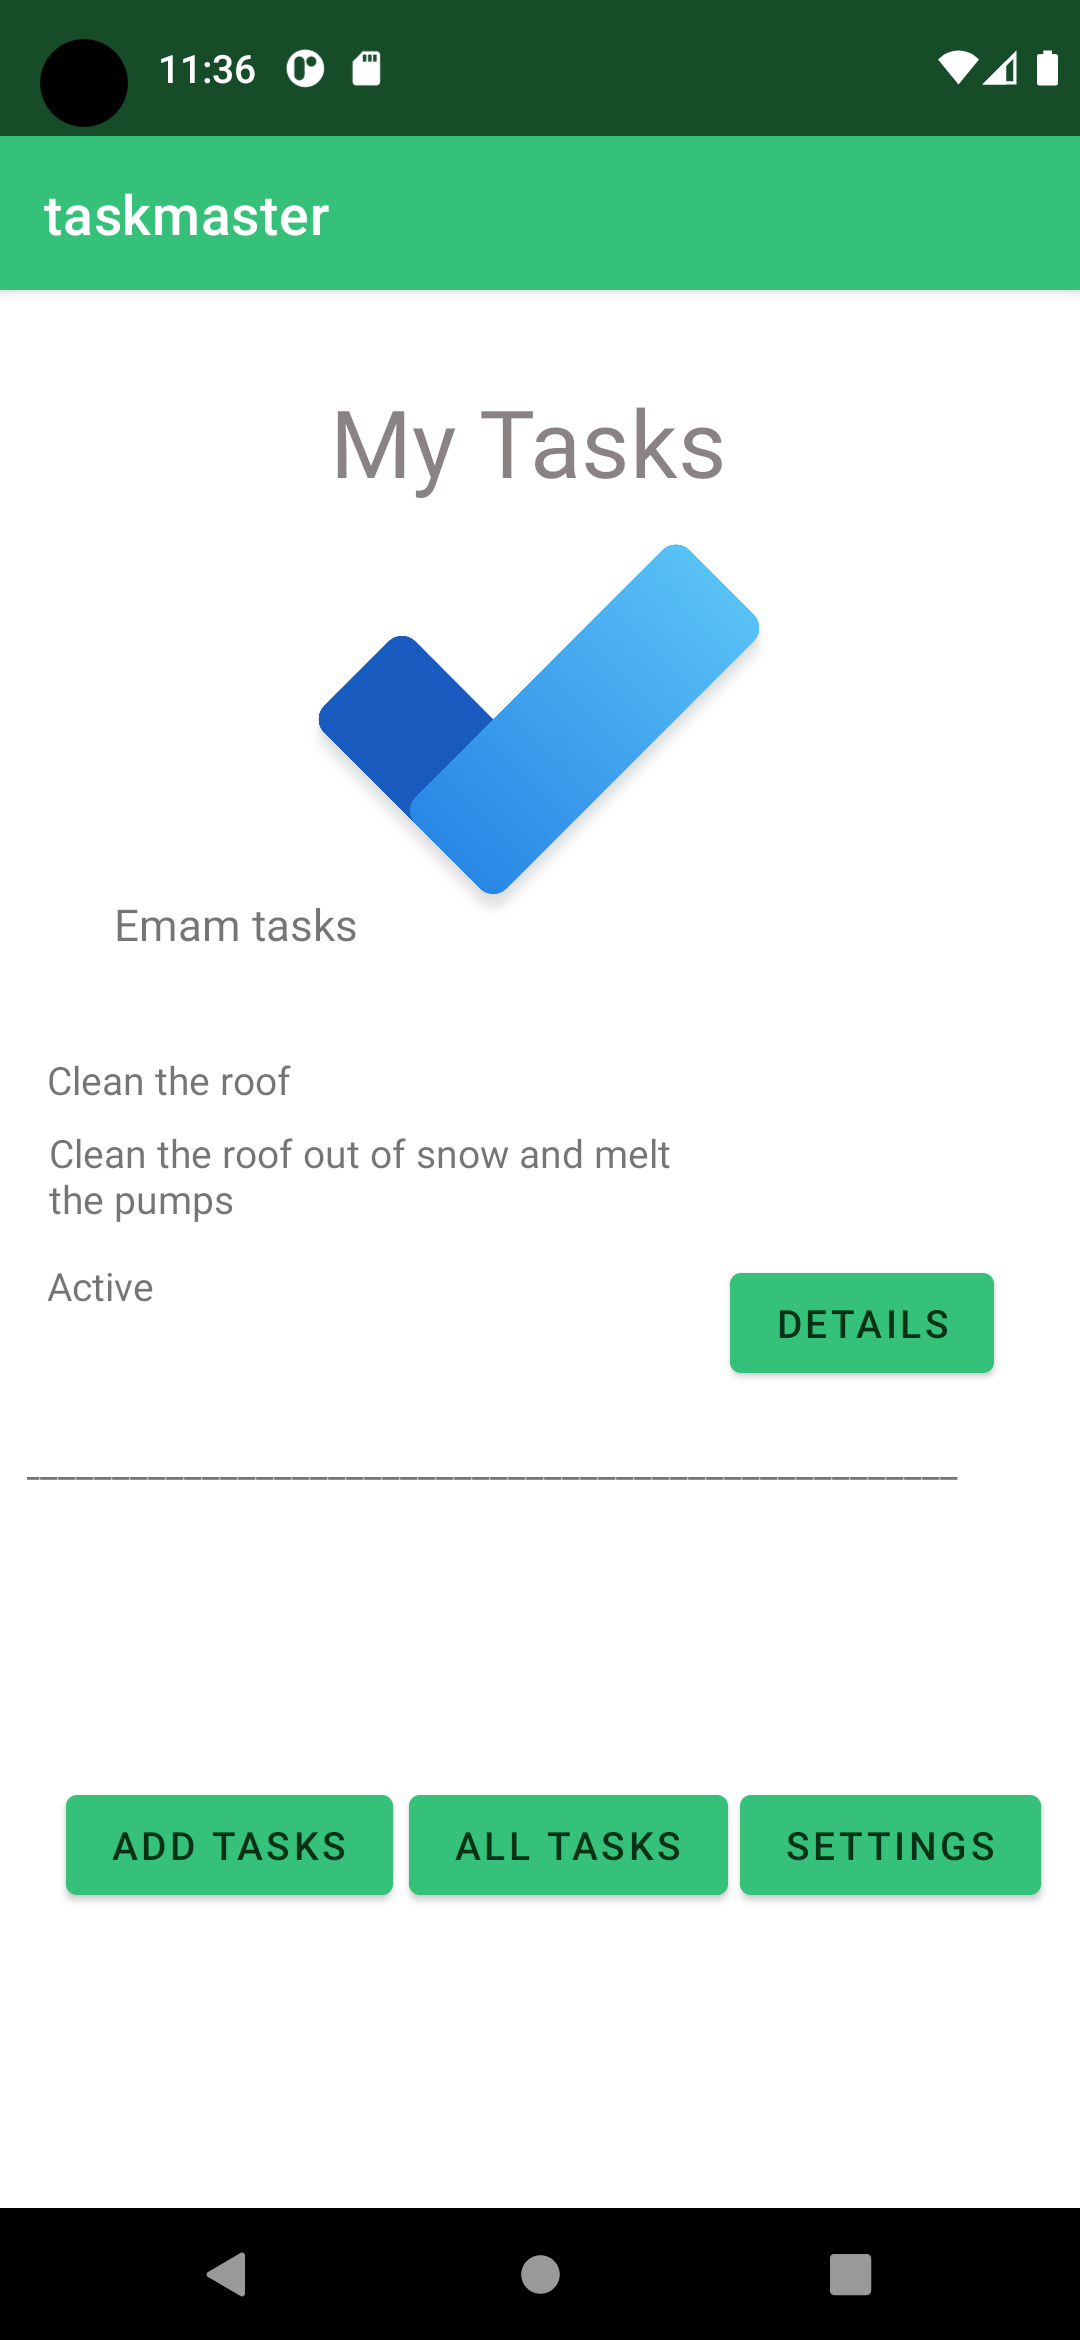 11:36
taskmaster
My Tasks
Emam tasks
Clean the roof
Clean the roof out of snow and melt
the pumps
Active
DETAILS
ADD TASKS ALL TASKS SETTINGS